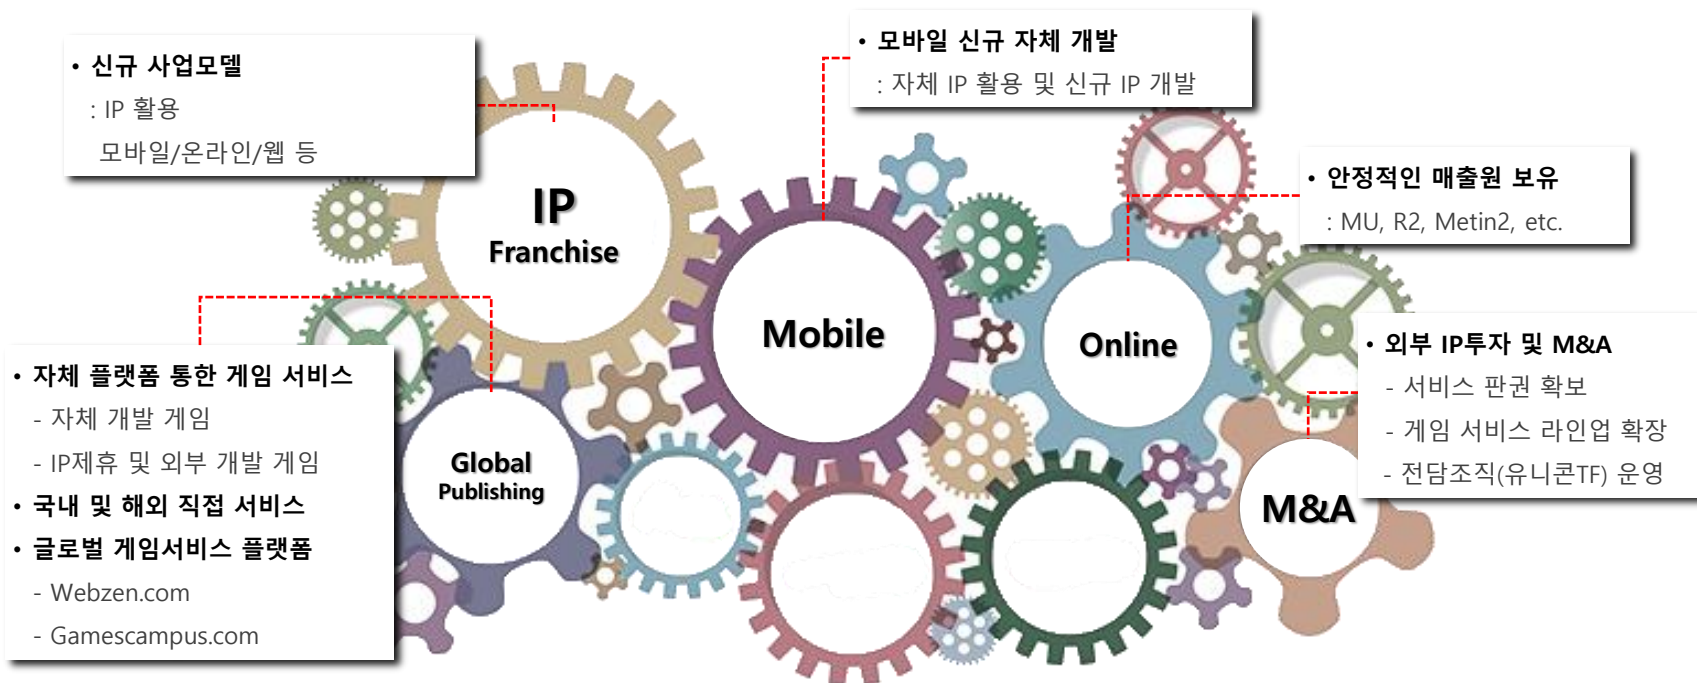 • 신규 사업모델
: IP 활용
모바일/온라인/웹 등
• 모바일 신규 자체 개발
: 자체 IP 활용 및 신규 IP 개발
• 안정적인 매출원 보유
: MU, R2, Metin2, etc.
IP
Franchise
Mobile
Online
• 자체 플랫폼 통한 게임 서비스
- 자체 개발 게임
- IP제휴 및 외부 개발 게임
• 국내 및 해외 직접 서비스
• 글로벌 게임서비스 플랫폼
- Webzen.com
- Gamescampus.com
Global
Publishing
• 외부 IP투자 및 M&A
- 서비스 판권 확보
- 게임 서비스 라인업 확장
- 전담조직(유니콘TF) 운영
M&A